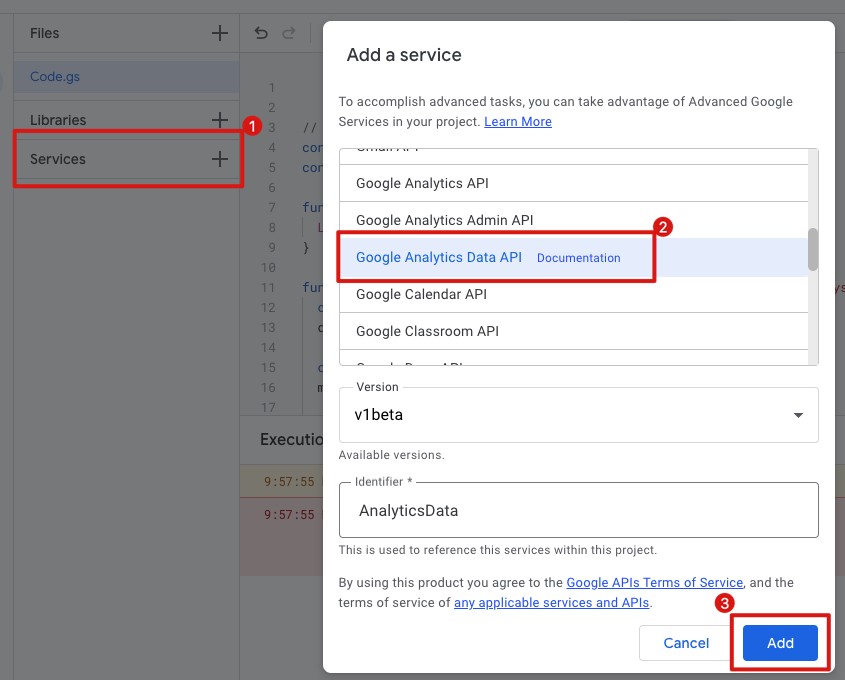 Files
Code.gs
Libraries
Services
1
1
2
3
//
4
con
5
con
6
7
fun
8
L
9
}
10
11
fun
12
13
14
15
16
m
17
Executio
9:57:55
9:57:55
Add a service
To accomplish advanced tasks, you can take advantage of Advanced Google
Services in your project. Learn More
Google Analytics API
Google Analytics Admin API
2
Google Analytics Data API Documentation
Google Calendar API
Google Classroom API
Version
v1beta
Available versions.
Identifier *
AnalyticsData
This is used to reference this services within this project.
By using this product you agree to the Google APIs Terms of Service, and the
terms of service of any applicable services and APIs.
3
Cancel
Add